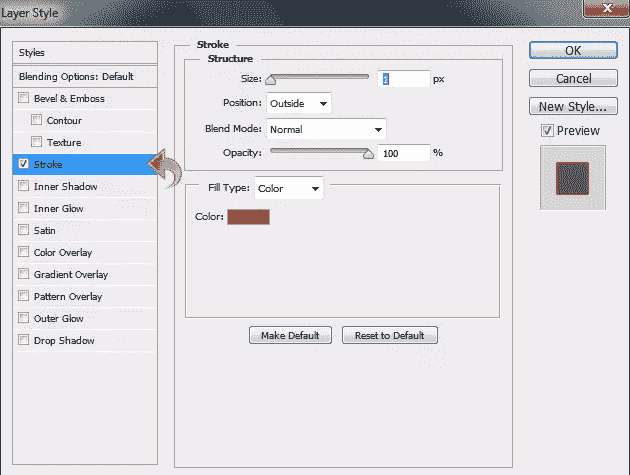 Layer Style
Styles
Blending Options: Default
Bevel & Emboss
Contour
Texture
Stroke
Inner Shadow
Inner Glow
Satin
Color Overlay
Gradient Overlay
Pattern Overlay
Outer Glow
Drop Shadow
Stroke
Structure
Size: px
Position: Outside
Blend Mode: Normal
Opacity: 100 %
Fill Type: Color
Color:
Make Default Reset to Default
OK
Cancel
New Style...
Preview